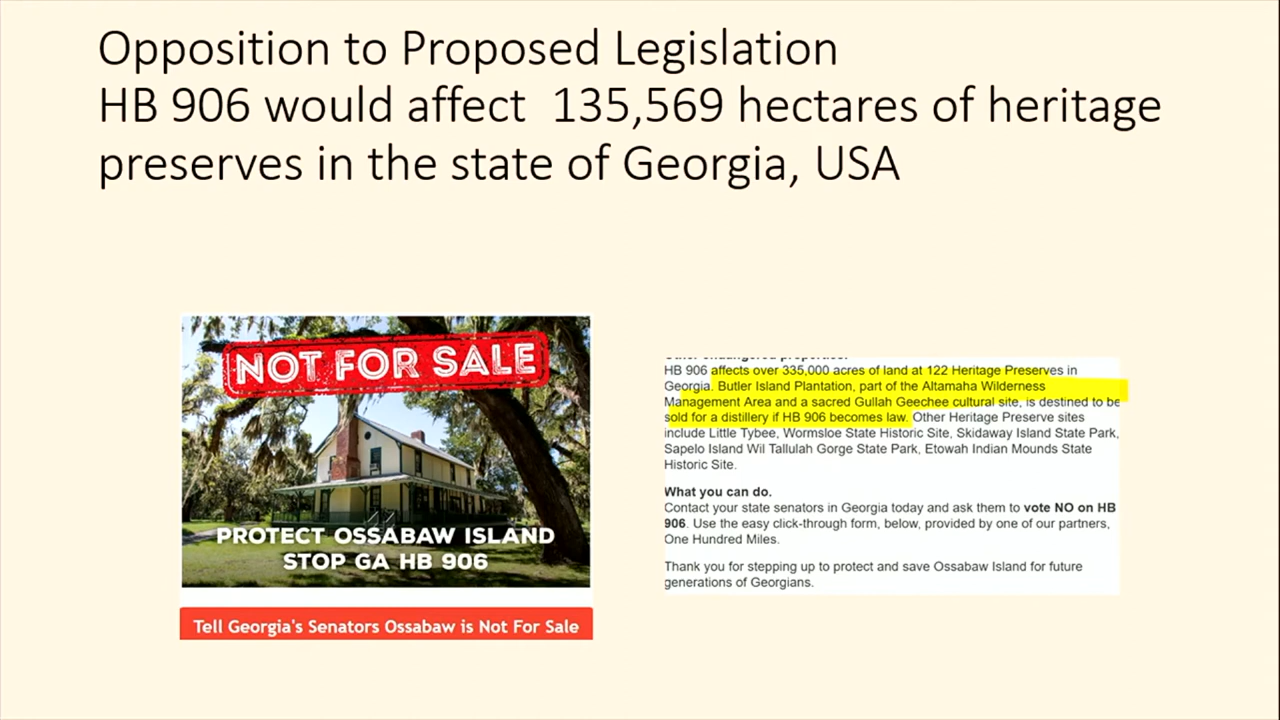 Opposition to Proposed Legislation
HB 906 would affect 135,569 hectares of heritage
preserves in the state of Georgia, USA
NOT FOR SALE
PROTECT OSSABAW ISLAND
STOP GA HB 906
Tell Georgia's Senators Ossabaw is Not For Sale
Other endangered properties.
HB 906 affects over 335,000 acres of land at 122 Heritage Preserves in
Georgia. Butler Island Plantation, part of the Altamaha Wilderness
Management Area and a sacred Gullah Geechee cultural site, is destined to be
sold for a distillery if HB 906 becomes law. Other Heritage Preserve sites
include Little Tybee, Wormsloe State Historic Site, Skidaway Island State Park,
Sapelo Island Wil Tallulah Gorge State Park, Etowah Indian Mounds State
Historic Site.
What you can do.
Contact your state senators in Georgia today and ask them to vote NO on HB
906. Use the easy click-through form, below, provided by one of our partners,
One Hundred Miles.
Thank you for stepping up to protect and save Ossabaw Island for future
generations of Georgians.